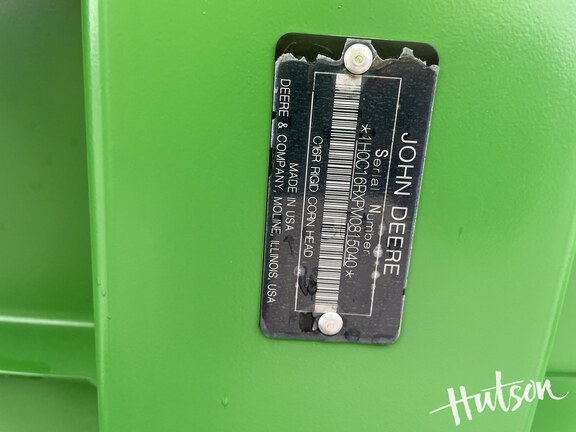 JOHN DEERE
Serial Number
*1H0C16RXPM0815040*
C16R RIGID CORN HEAD
MADE IN USA
DEERE & COMPANY, MOLINE, ILLINOIS, USA
Hutson